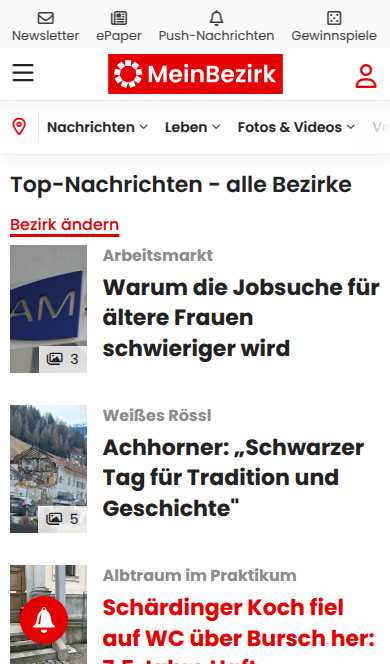 Newsletter ePaper Push-Nachrichten Gewinnspiele
MeinBezirk
Nachrichten Leben Fotos & Videos
Top-Nachrichten - alle Bezirke
Bezirk ändern
Arbeitsmarkt
Warum die Jobsuche für
ältere Frauen
schwieriger wird
AM
3
Weißes Rössl
Achhorner: „Schwarzer
Tag für Tradition und
Geschichte"
5
Albtraum im Praktikum
Schärdinger Koch fiel
auf WC über Bursch her: